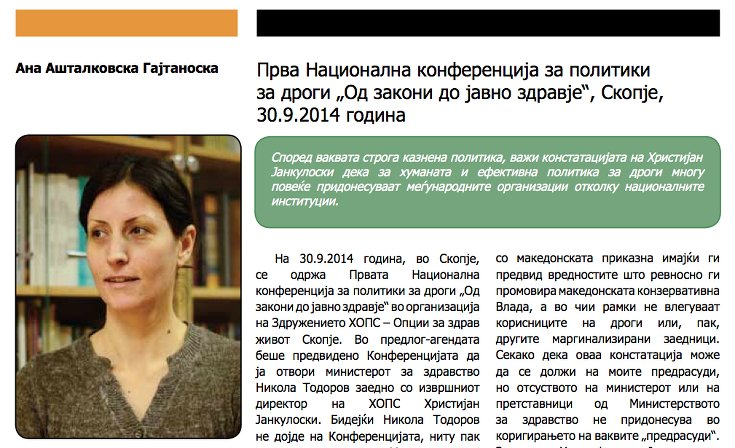 Ана Ашталковска Гајтаноска
Прва Национална конференција за политики
за дроги „Од закони до јавно здравје“, Скопје,
30.9.2014 година
Според ваквата строга казнена политика, важи констатацијата на Христијан
Јанкулоски дека за хуманата и ефективна политика за дроги многу
повеќе придонесуваат меѓународните организации отколку националните
институции.
На 30.9.2014 година, во Скопје,
се одржа Првата Национална
конференција за политики за дроги „Од
закони до јавно здравје“ во организација
на Здружението ХОПС – Опции за здрав
живот Скопје. Во предлог-агендата
беше предвидено Конференцијата да
ја отвори министерот за здравство
Никола Тодоров заедно со извршниот
директор на ХОПС Христијан
Јанкулоски. Бидејќи Никола Тодоров
не дојде на Конференцијата, ниту пак
со македонската приказна имајќи ги
предвид вредностите што ревносно ги
промовира македонската конзервативна
Влада, а во чии рамки не влегуваат
корисниците на дроги или, пак,
другите маргинализирани заедници.
Секако дека оваа констатација може
да се должи на моите предрасуди,
но отсуството на министерот или на
претставници од Министерството
за здравство не придонесува во
коригирањето на ваквите „предрасуди“.